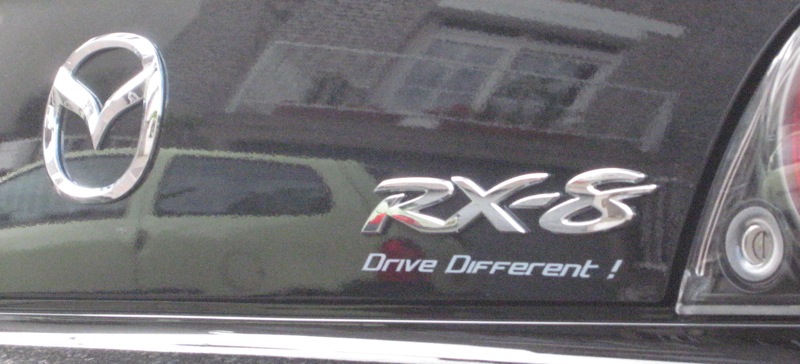 RX-8
Drive Different !